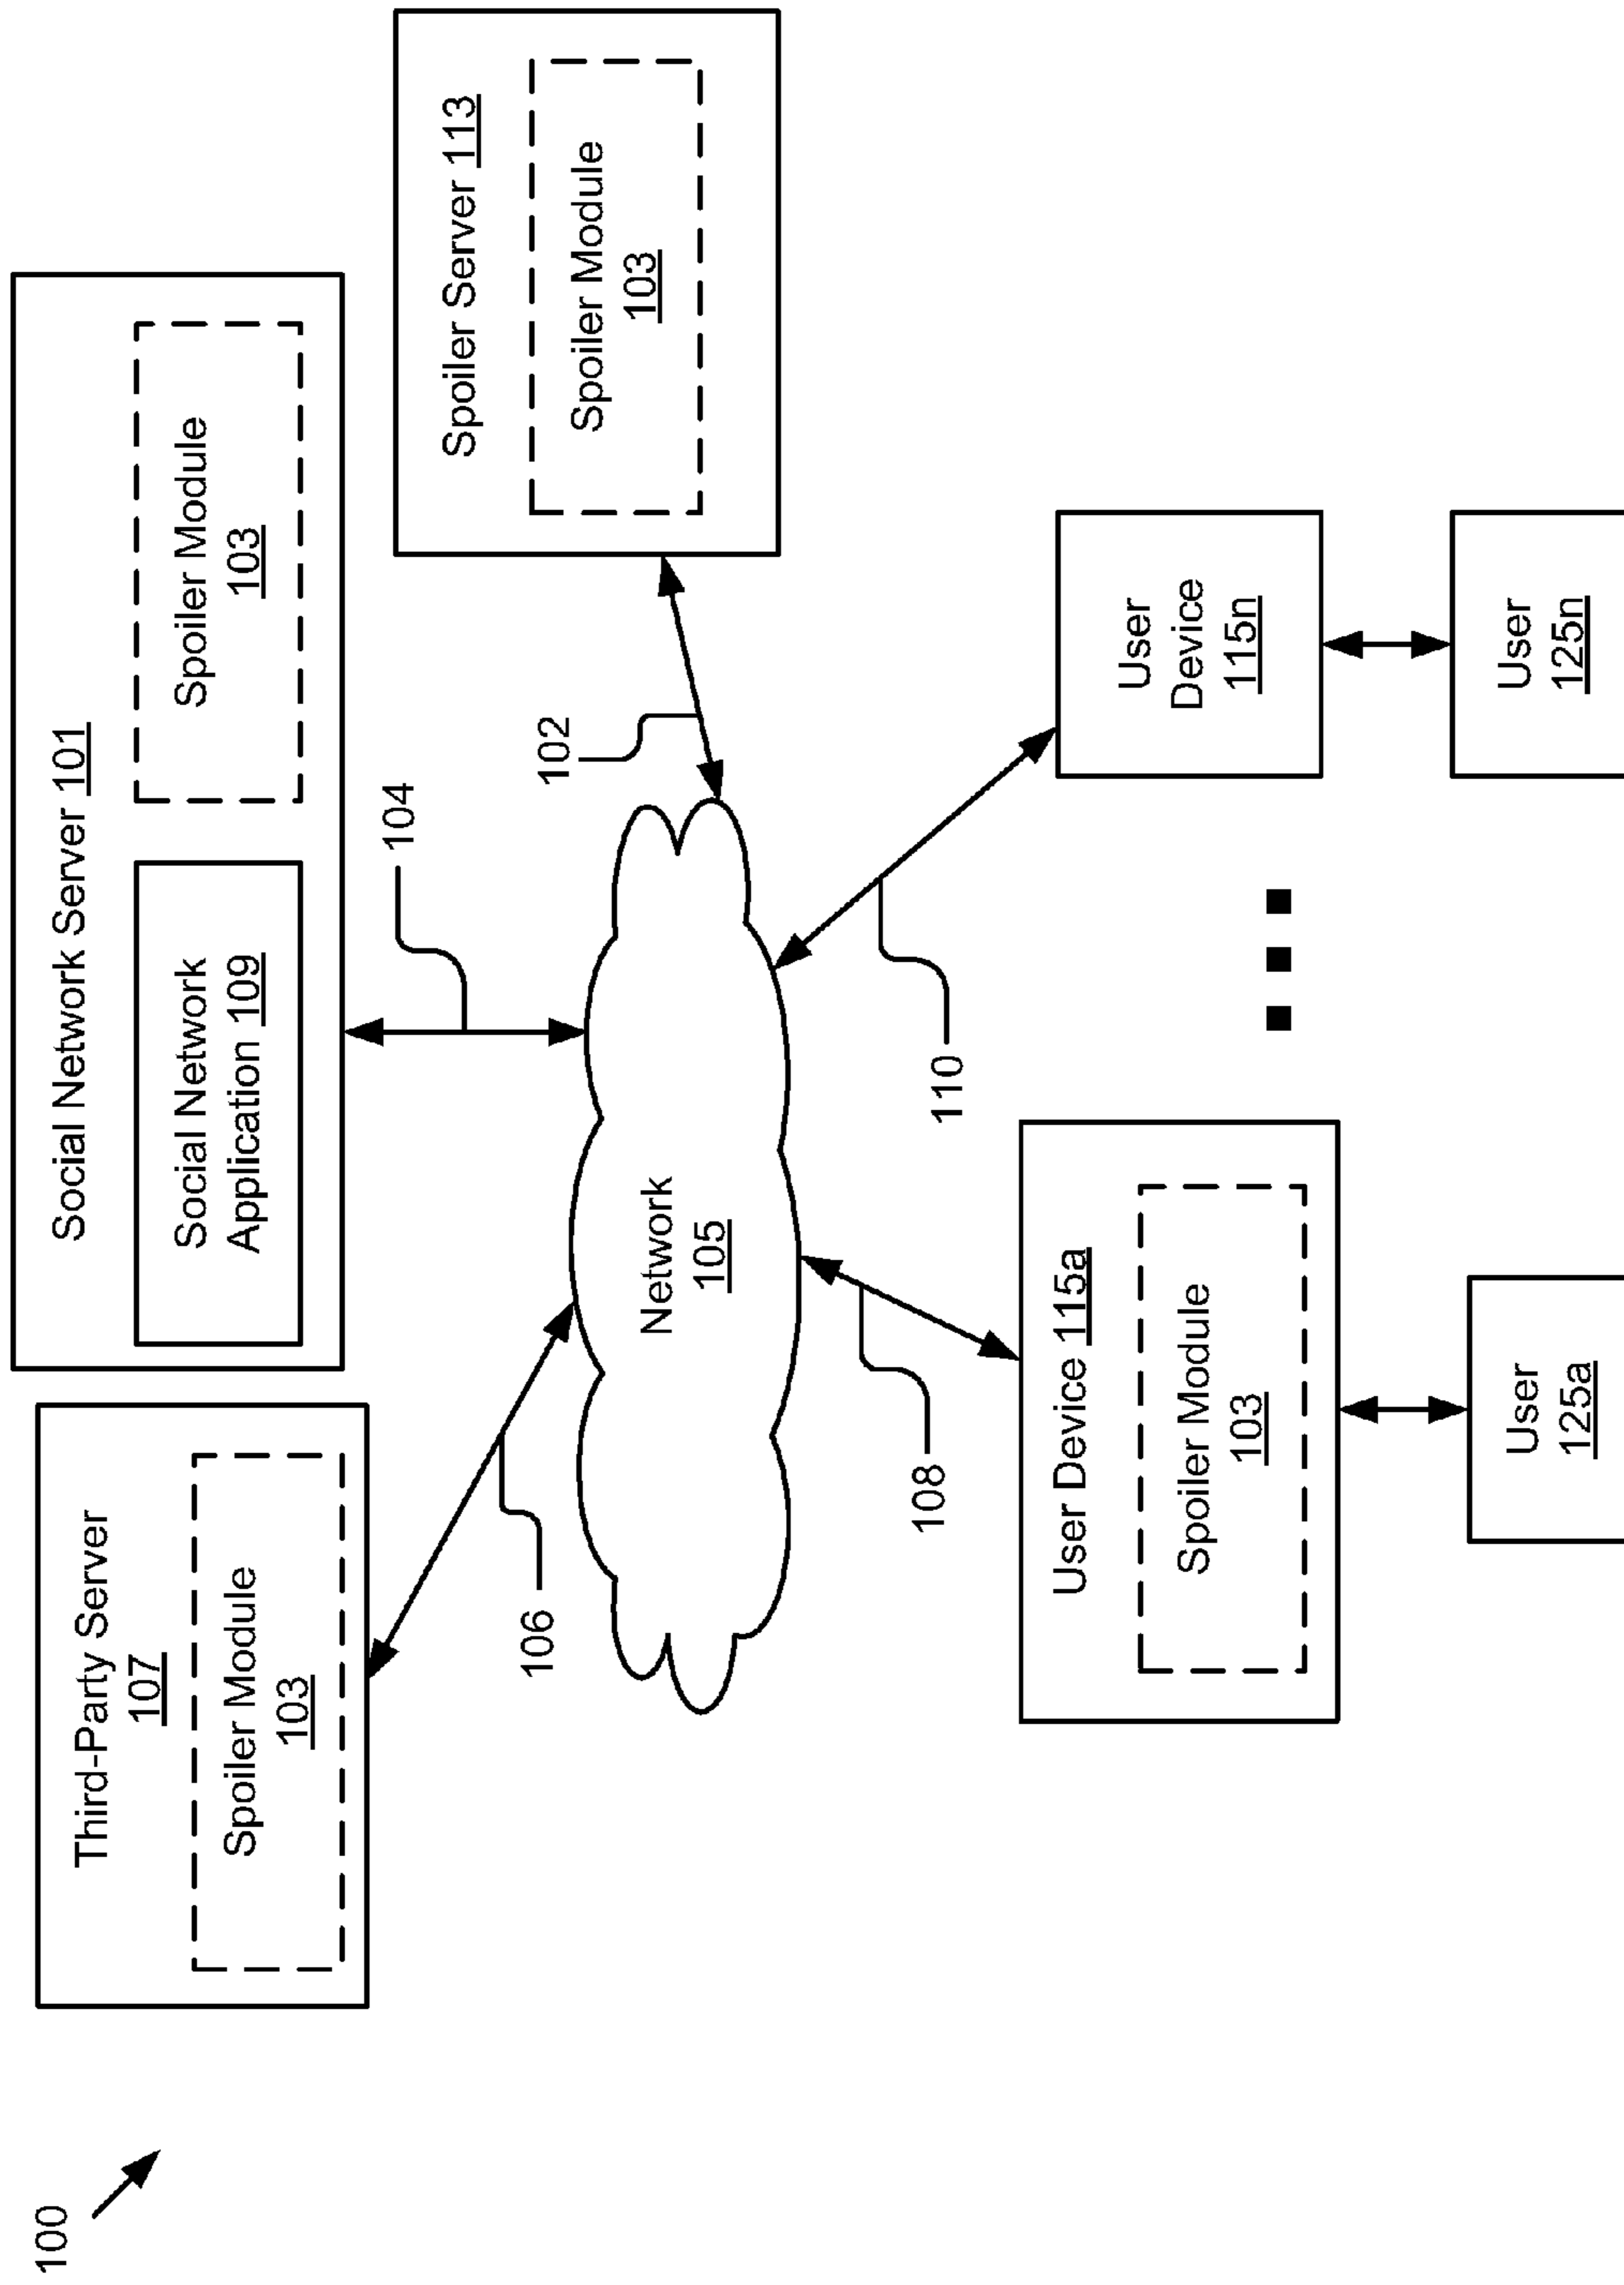 100
Third-Party Server
107
Spoiler Module
103
Social Network Server 101
Social Network
Application 109
Spoiler Module
103
Spoiler Server 113
Spoiler Module
103
106
104
102
Network
105
108
110
User Device 115a
Spoiler Module
103
User
Device
115n
User
125a
User
125n